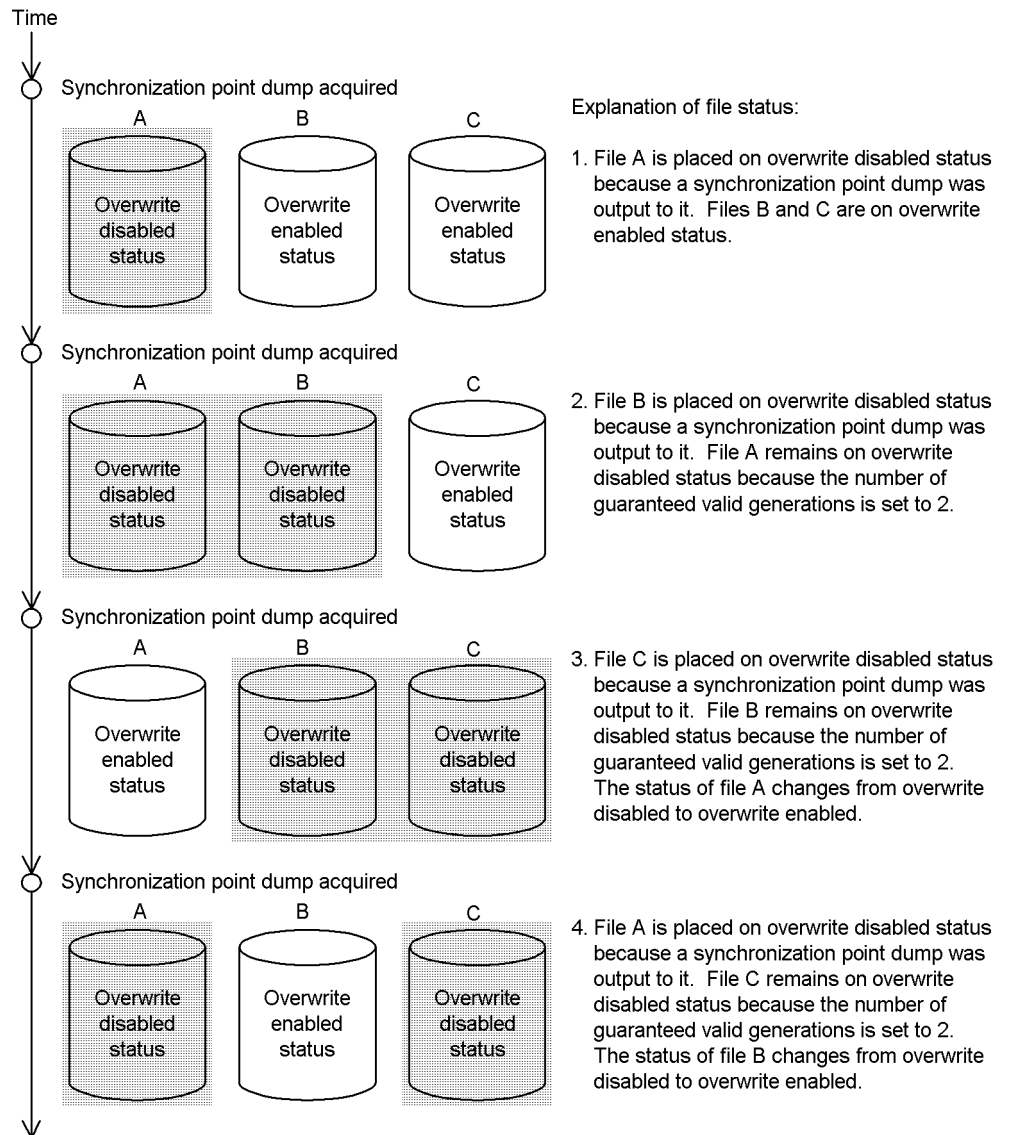 Time
Synchronization point dump acquired
A
B
C
Overwrite
disabled
status
Overwrite
enabled
status
Overwrite
enabled
status
Explanation of file status:
1. File A is placed on overwrite disabled status
because a synchronization point dump was
output to it. Files B and C are on overwrite
enabled status.
Synchronization point dump acquired
A
B
C
Overwrite
disabled
status
Overwrite
disabled
status
Overwrite
enabled
status
2. File B is placed on overwrite disabled status
because a synchronization point dump was
output to it. File A remains on overwrite
disabled status because the number of
guaranteed valid generations is set to 2.
Synchronization point dump acquired
A
B
C
Overwrite
enabled
status
Overwrite
disabled
status
Overwrite
disabled
status
3. File C is placed on overwrite disabled status
because a synchronization point dump was
output to it. File B remains on overwrite
disabled status because the number of
guaranteed valid generations is set to 2.
The status of file A changes from overwrite
disabled to overwrite enabled.
Synchronization point dump acquired
A
B
C
Overwrite
disabled
status
Overwrite
enabled
status
Overwrite
disabled
status
4. File A is placed on overwrite disabled status
because a synchronization point dump was
output to it. File C remains on overwrite
disabled status because the number of
guaranteed valid generations is set to 2.
The status of file B changes from overwrite
disabled to overwrite enabled.